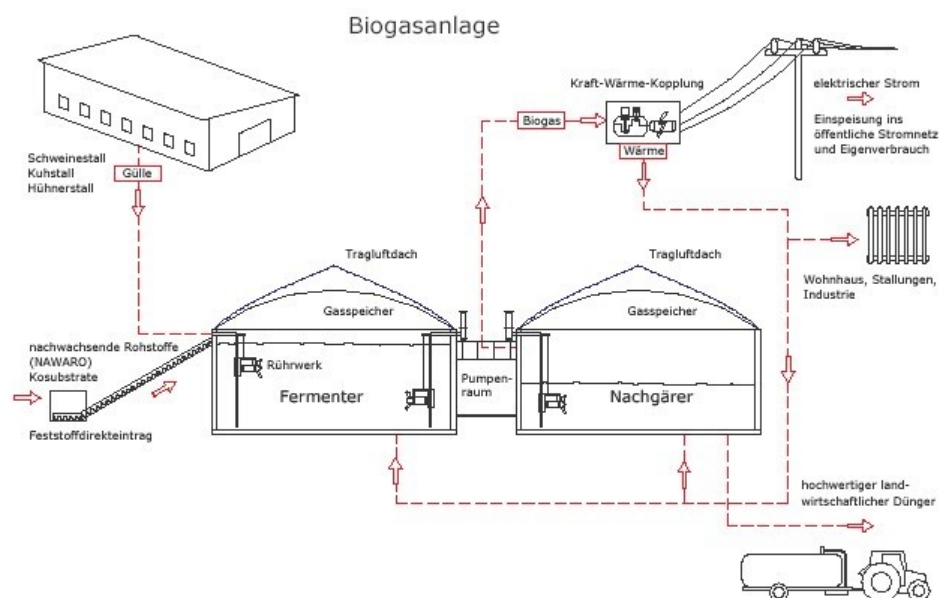 Biogasanlage
Kraft-Wärme-Kopplung
elektrischer Strom
Einspeisung ins
öffentliche Stromnetz
und Eigenverbrauch
Biogas
Wärme
Schweinestall
Kuhstall
Hühnerstall
Gülle
Wohnhaus, Stallungen,
Industrie
Tragluftdach
Tragluftdach
Gasspeicher
Gasspeicher
nachwachsende Rohstoffe
(NAWARO)
Kosubstrate
Rührwerk
Fermenter
Pumpen-
raum
Nachgärer
Feststoffdirekteintrag
hochwertiger land-
wirtschaftlicher Dünger